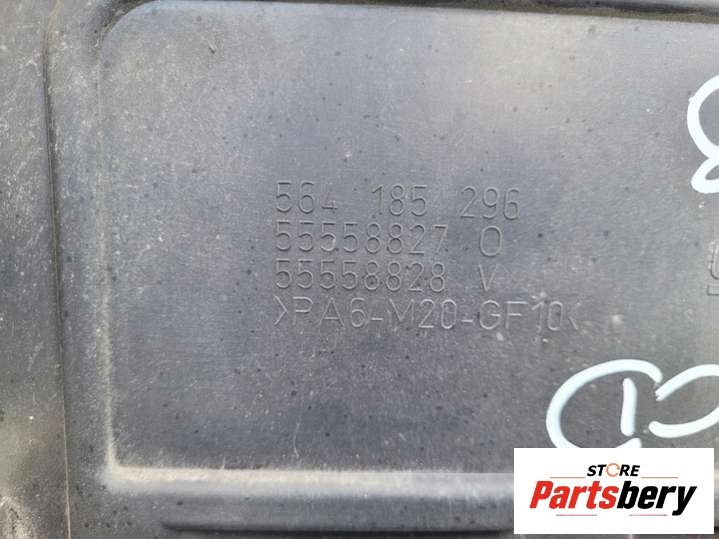 564 185 296
55558827 O
55558828 V
>PA6-M20-GF10<
STORE
Partsbery